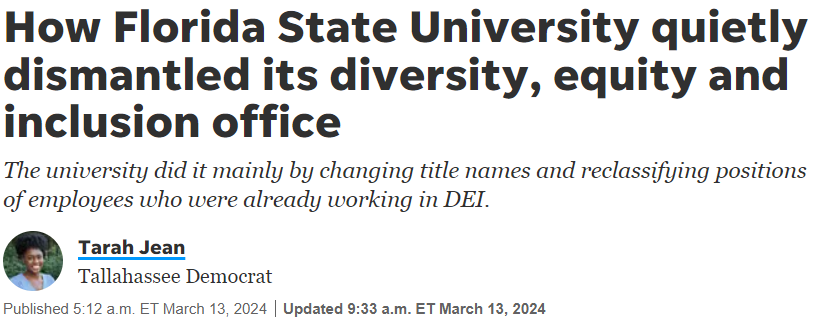 How Florida State University quietly
dismantled its diversity, equity and
inclusion office
The university did it mainly by changing title names and reclassifying positions
of employees who were already working in DEI.
Tarah Jean
Tallahassee Democrat
Published 5:12 a.m. ET March 13, 2024 | Updated 9:33 a.m. ET March 13, 2024